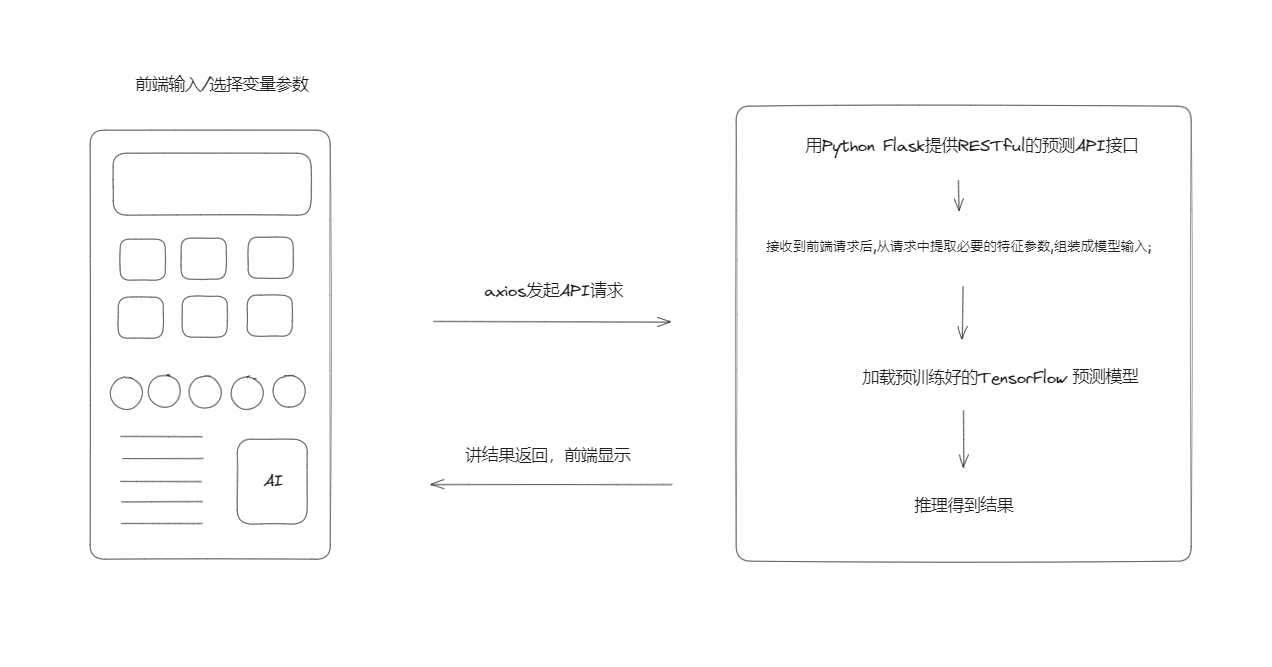 前端输入/选择变量参数
用Python Flask提供RESTful的预测API接口
接收到前端请求后,从请求中提取必要的特征参数,组装成模型输入;
axios发起API请求
加载预训练好的TensorFlow 预测模型
讲结果返回，前端显示
AI
推理得到结果